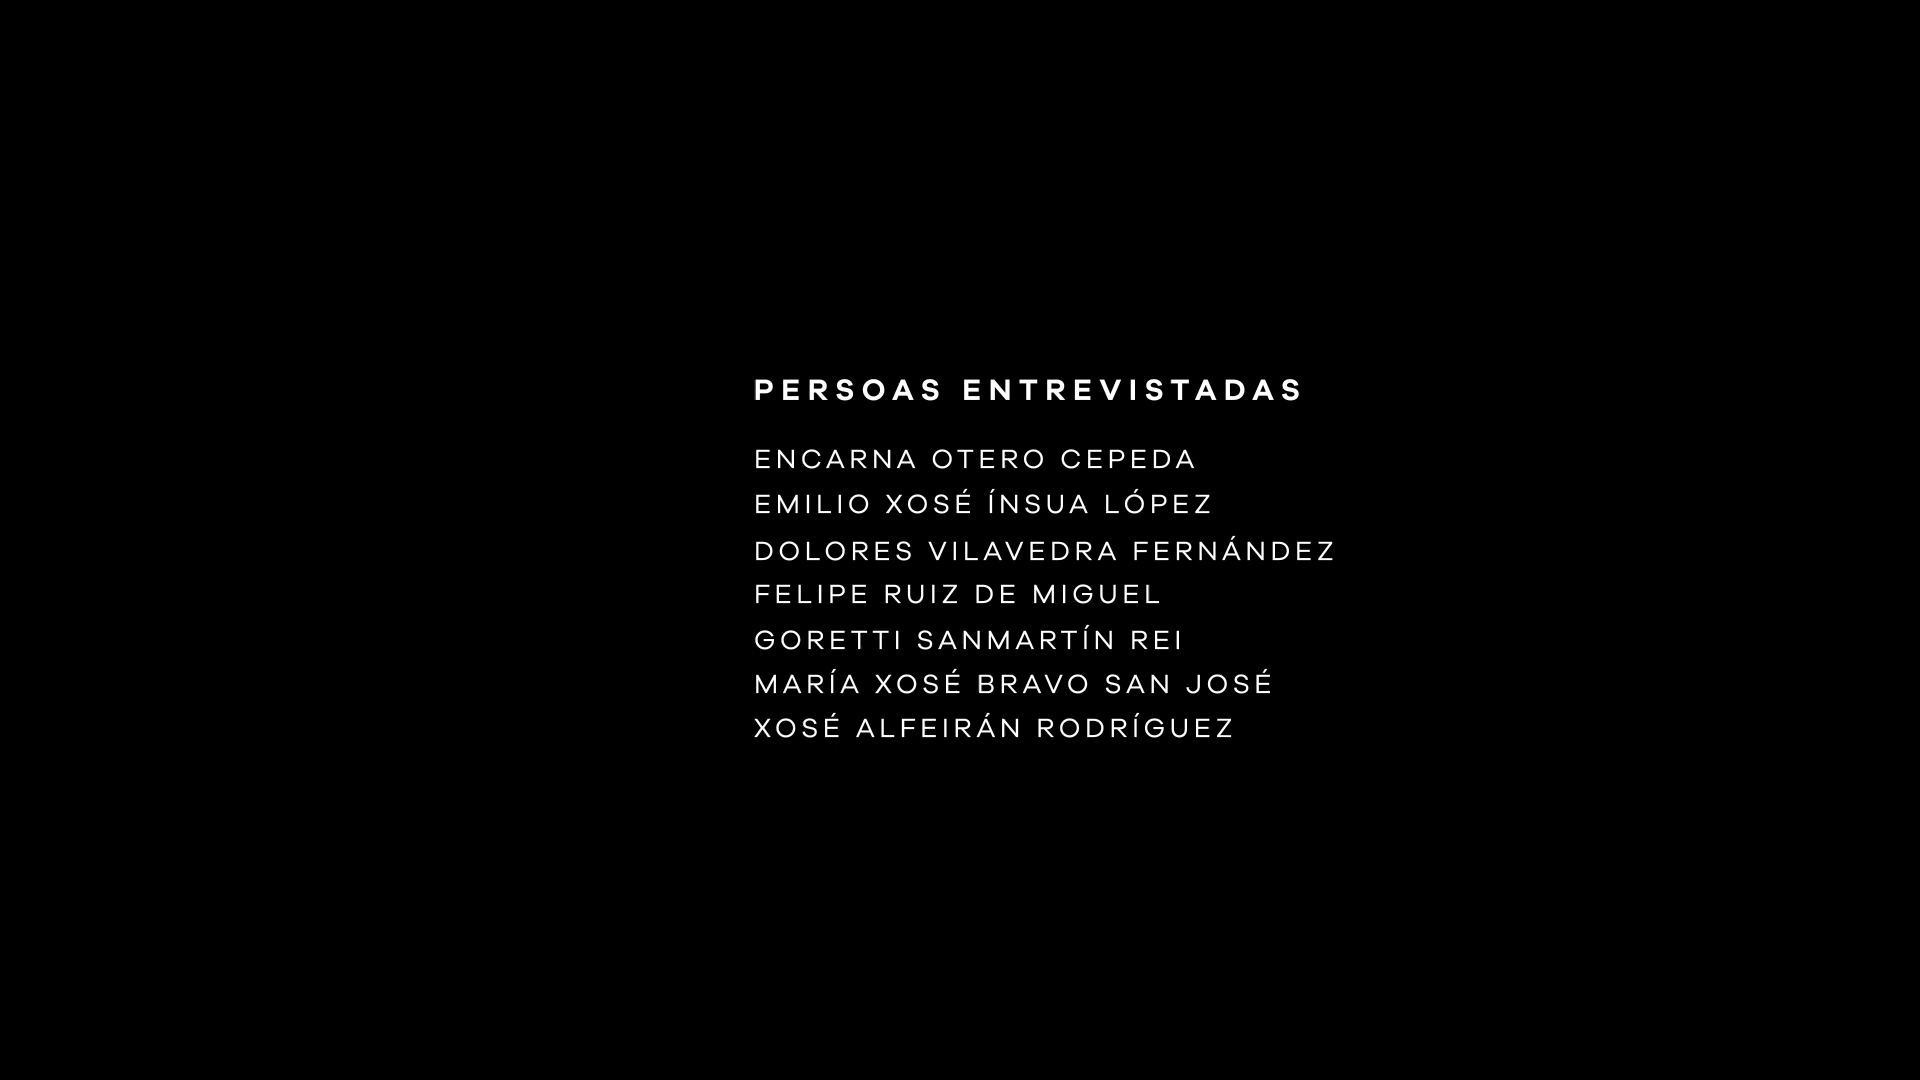 PERSOAS ENTREVISTADAS
ENCARNA OTERO CEPEDA
EMILIO XOSÉ ÍNSUA LÓPEZ
DOLORES VILAVEDRA FERNÁNDEZ
FELIPE RUIZ DE MIGUEL
GORETTI SANMARTÍN REI
MARÍA XOSÉ BRAVO SAN JOSÉ
XOSÉ ALFEIRÁN RODRÍGUEZ